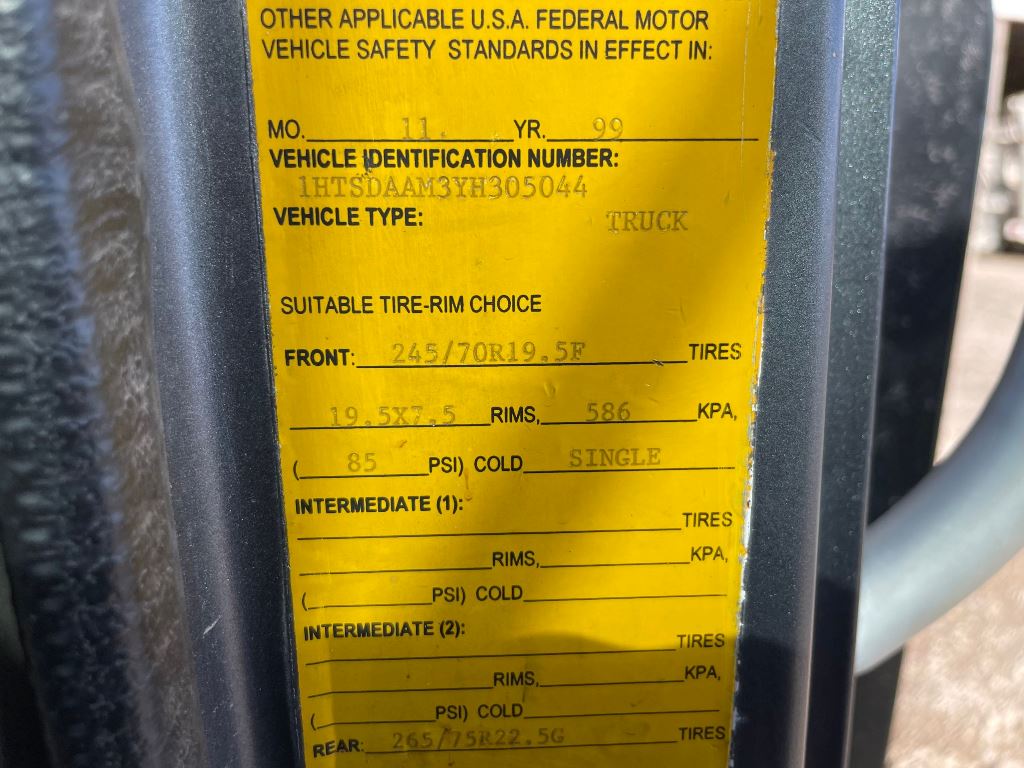 OTHER APPLICABLE U.S.A. FEDERAL MOTOR
VEHICLE SAFETY STANDARDS IN EFFECT IN:
MO. 11. YR. 99
VEHICLE IDENTIFICATION NUMBER:
1HTSDAAM3YH305044
VEHICLE TYPE: TRUCK
SUITABLE TIRE-RIM CHOICE
FRONT: 245/70R19.5F TIRES
19.5X7.5 RIMS, 586 KPA,
( 85 PSI) COLD SINGLE
INTERMEDIATE (1):
TIRES
RIMS, KPA,
( PSI) COLD
INTERMEDIATE (2):
TIRES
RIMS, KPA,
( PSI) COLD
REAR: 265/75R22.5G TIRES